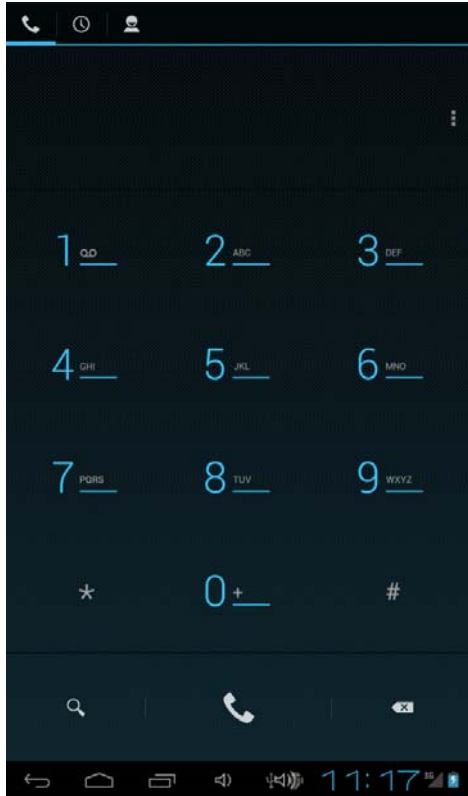 1
2 ABC
3 DEF
4 GHI
5 JKL
6 MNO
7 PQRS
8 TUV
9 WXYZ
*
0 +
#
11:17 3G